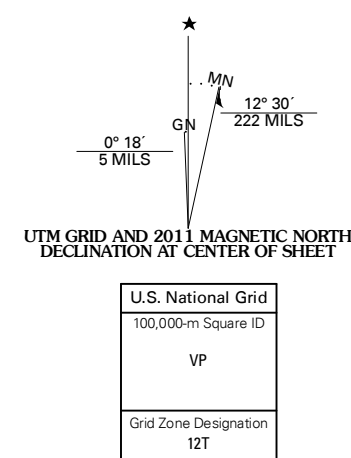 ★
MN
12° 30´
222 MILS
GN
0° 18´
5 MILS
UTM GRID AND 2011 MAGNETIC NORTH
DECLINATION AT CENTER OF SHEET
U.S. National Grid
100,000-m Square ID
VP
Grid Zone Designation
12T